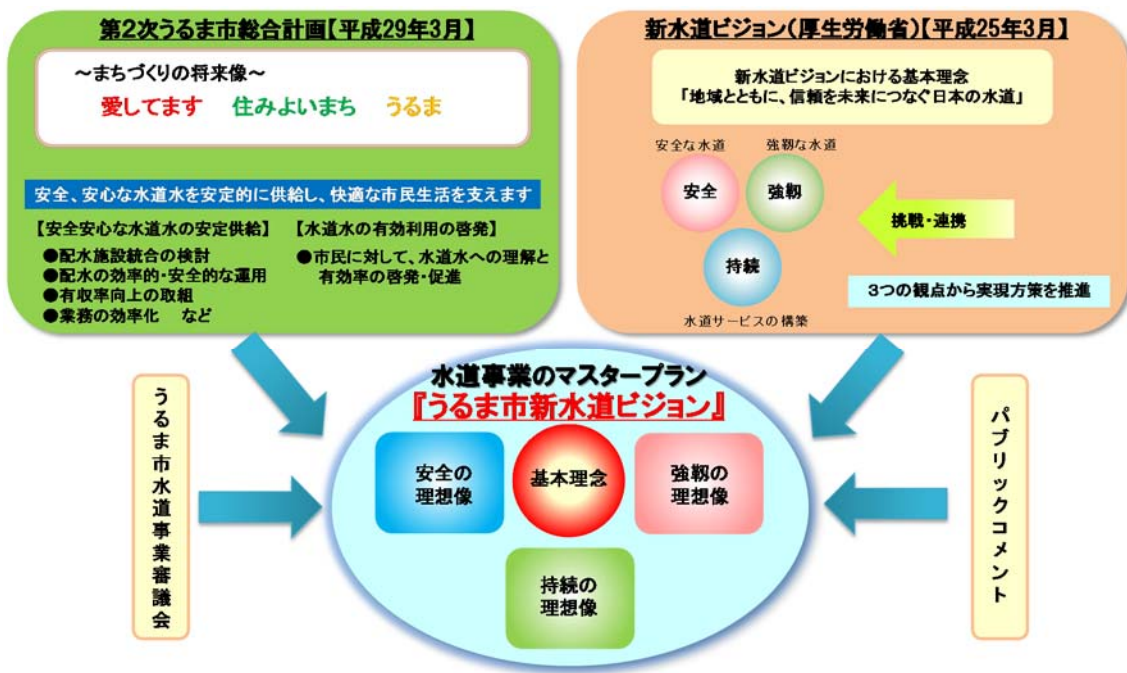 第２次うるま市総合計画【平成29年3月】
～まちづくりの将来像～
愛してます　住みよいまち　うるま
安全、安心な水道水を安定的に供給し、快適な市民生活を支えます
【安全安心な水道水の安定供給】
●配水施設統合の検討
●配水の効率的・安全的な運用
●有収率向上の取組
●業務の効率化　など
【水道水の有効利用の啓発】
●市民に対して、水道水への理解と
有効率の啓発・促進
新水道ビジョン（厚生労働省）【平成25年3月】
新水道ビジョンにおける基本理念
「地域とともに、信頼を未来につなぐ日本の水道」
安全な水道
強靭な水道
安全
強靭
持続
水道サービスの構築
挑戦・連携
３つの観点から実現方策を推進
うるま市水道事業審議会
水道事業のマスタープラン
『うるま市新水道ビジョン』
安全の
理想像
基本理念
強靭の
理想像
持続の
理想像
パブリックコメント